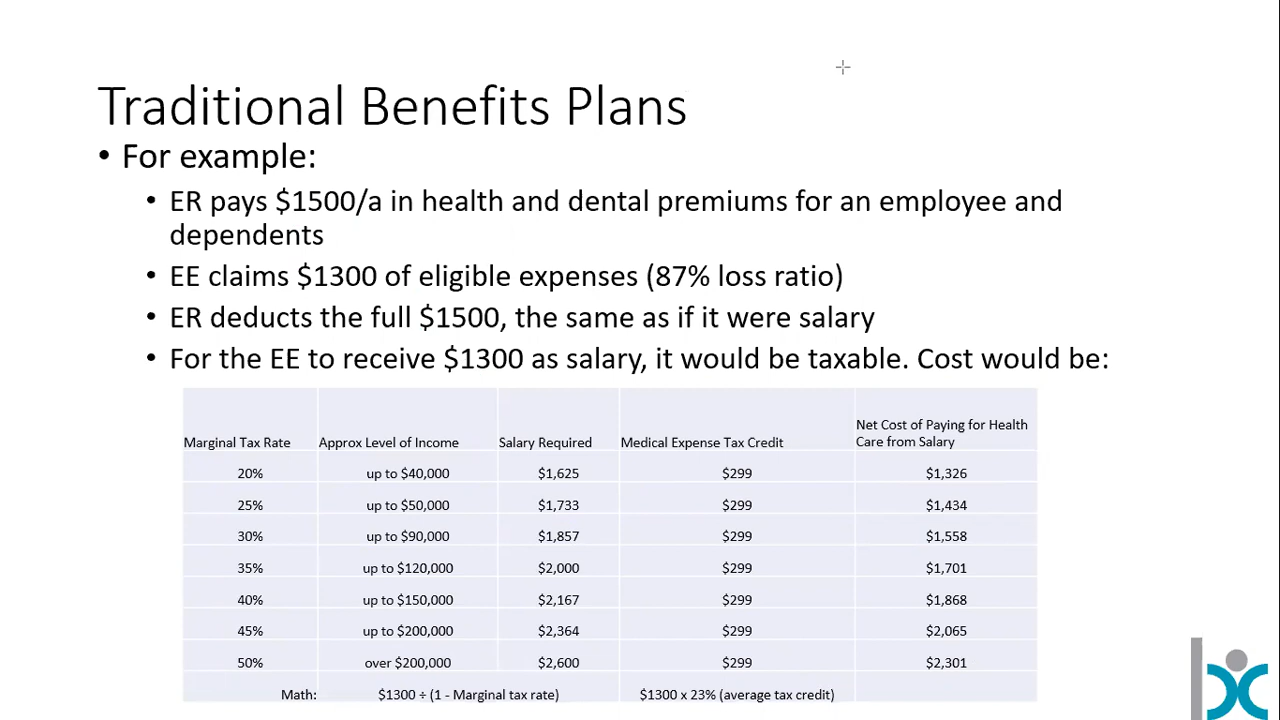 Traditional Benefits Plans
• For example:
• ER pays $1500/a in health and dental premiums for an employee and
dependents
• EE claims $1300 of eligible expenses (87% loss ratio)
• ER deducts the full $1500, the same as if it were salary
• For the EE to receive $1300 as salary, it would be taxable. Cost would be:
Marginal Tax Rate Approx Level of Income Salary Required Medical Expense Tax Credit Net Cost of Paying for Health
Care from Salary
20% up to $40,000 $1,625 $299 $1,326
25% up to $50,000 $1,733 $299 $1,434
30% up to $90,000 $1,857 $299 $1,558
35% up to $120,000 $2,000 $299 $1,701
40% up to $150,000 $2,167 $299 $1,868
45% up to $200,000 $2,364 $299 $2,065
50% over $200,000 $2,600 $299 $2,301
Math: $1300 ÷ (1 - Marginal tax rate) $1300 x 23% (average tax credit)